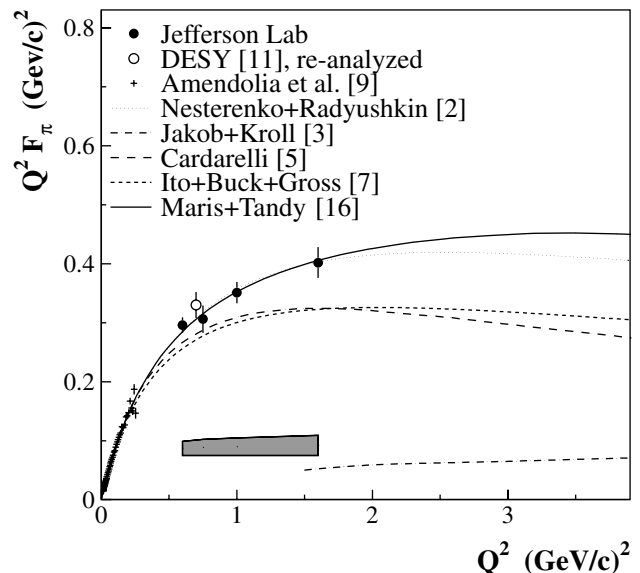 Q² F_π (Gev/c)²
0.8
0.6
0.4
0.2
0
Jefferson Lab
DESY [11], re-analyzed
Amendolia et al. [9]
Nesterenko+Radyushkin [2]
Jakob+Kroll [3]
Cardarelli [5]
Ito+Buck+Gross [7]
Maris+Tandy [16]
0 1 2 3
Q² (GeV/c)²